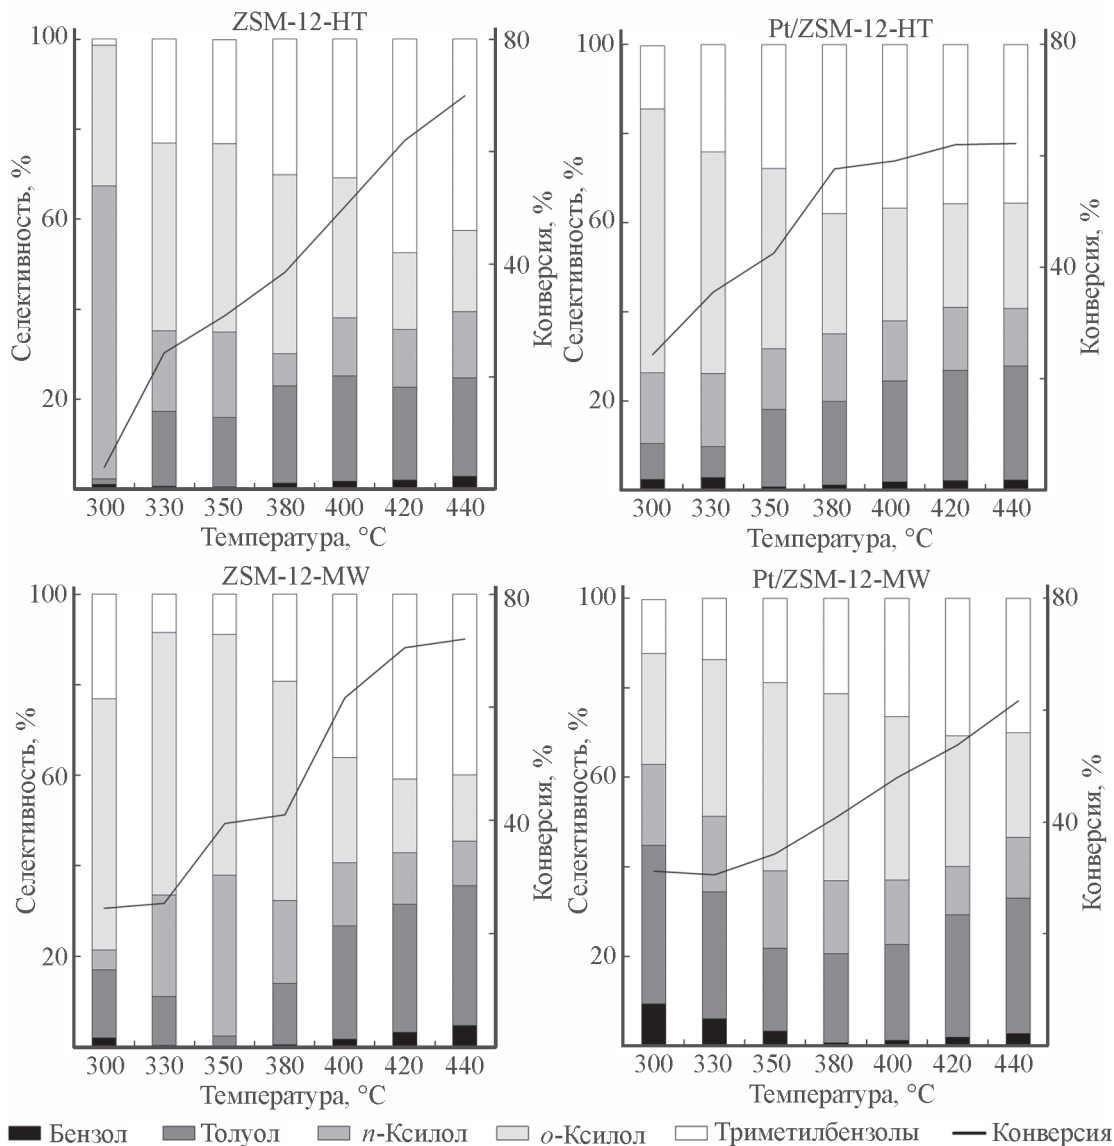 ZSM-12-HT
100
60
20
Селективность, %
80
40
Конверсия, %
300 330 350 380 400 420 440
Температура, °C
Pt/ZSM-12-HT
100
60
20
Селективность, %
80
40
Конверсия, %
300 330 350 380 400 420 440
Температура, °C
ZSM-12-MW
100
60
20
Селективность, %
80
40
Конверсия, %
300 330 350 380 400 420 440
Температура, °C
Pt/ZSM-12-MW
100
60
20
Селективность, %
80
40
Конверсия, %
300 330 350 380 400 420 440
Температура, °C
Бензол Толуол п-Ксилол о-Ксилол Триметилбензолы Конверсия